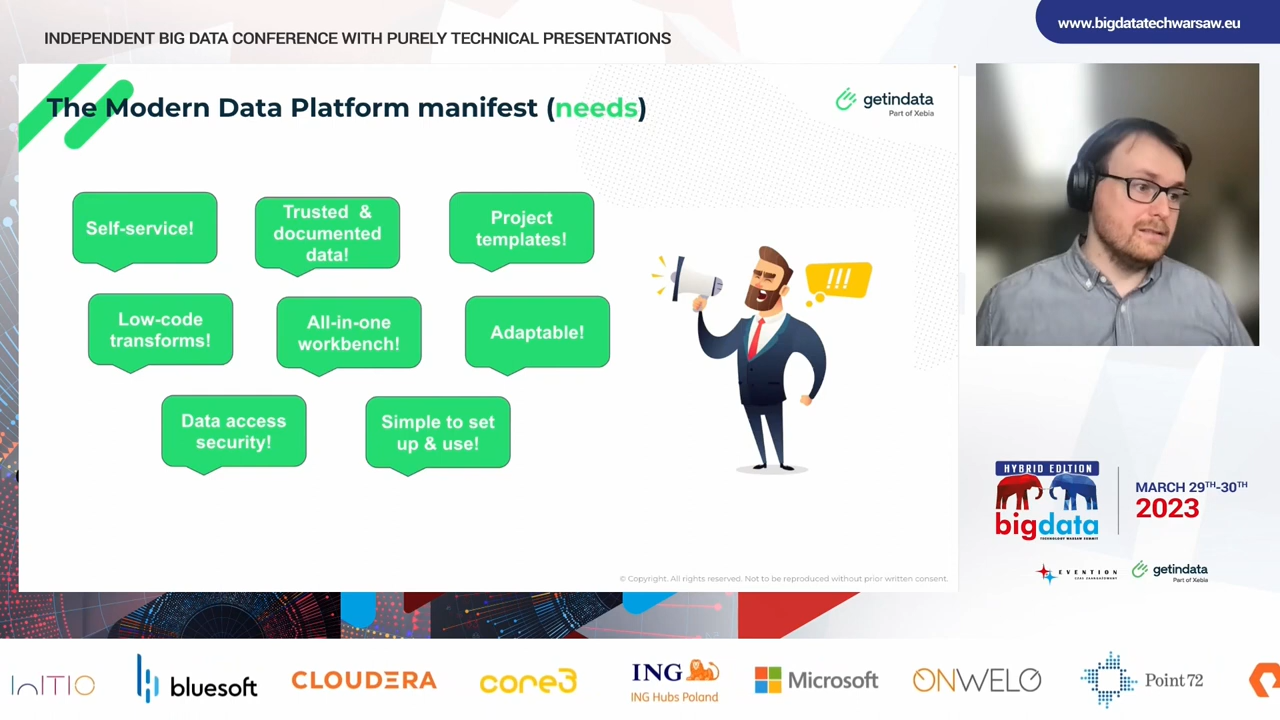 INDEPENDENT BIG DATA CONFERENCE WITH PURELY TECHNICAL PRESENTATIONS
www.bigdatatechwarsaw.eu
The Modern Data Platform manifest (needs)
getindata
Part of Xebia
Self-service!
Trusted & 
documented
data!
Project
templates!
Low-code
transforms!
All-in-one
workbench!
Adaptable!
!!!
Data access
security!
Simple to set
up & use!
© Copyright. All rights reserved. Not to be reproduced without prior written consent.
HYBRID EDITION
bigdata
TECHNOLOGY WARSAW SUMMIT
MARCH 29TH-30TH
2023
EVENTION
getindata
Part of Xebia
INITIO
bluesoft
CLOUDERA
core3
ING
ING Hubs Poland
Microsoft
ONWELO
Point72